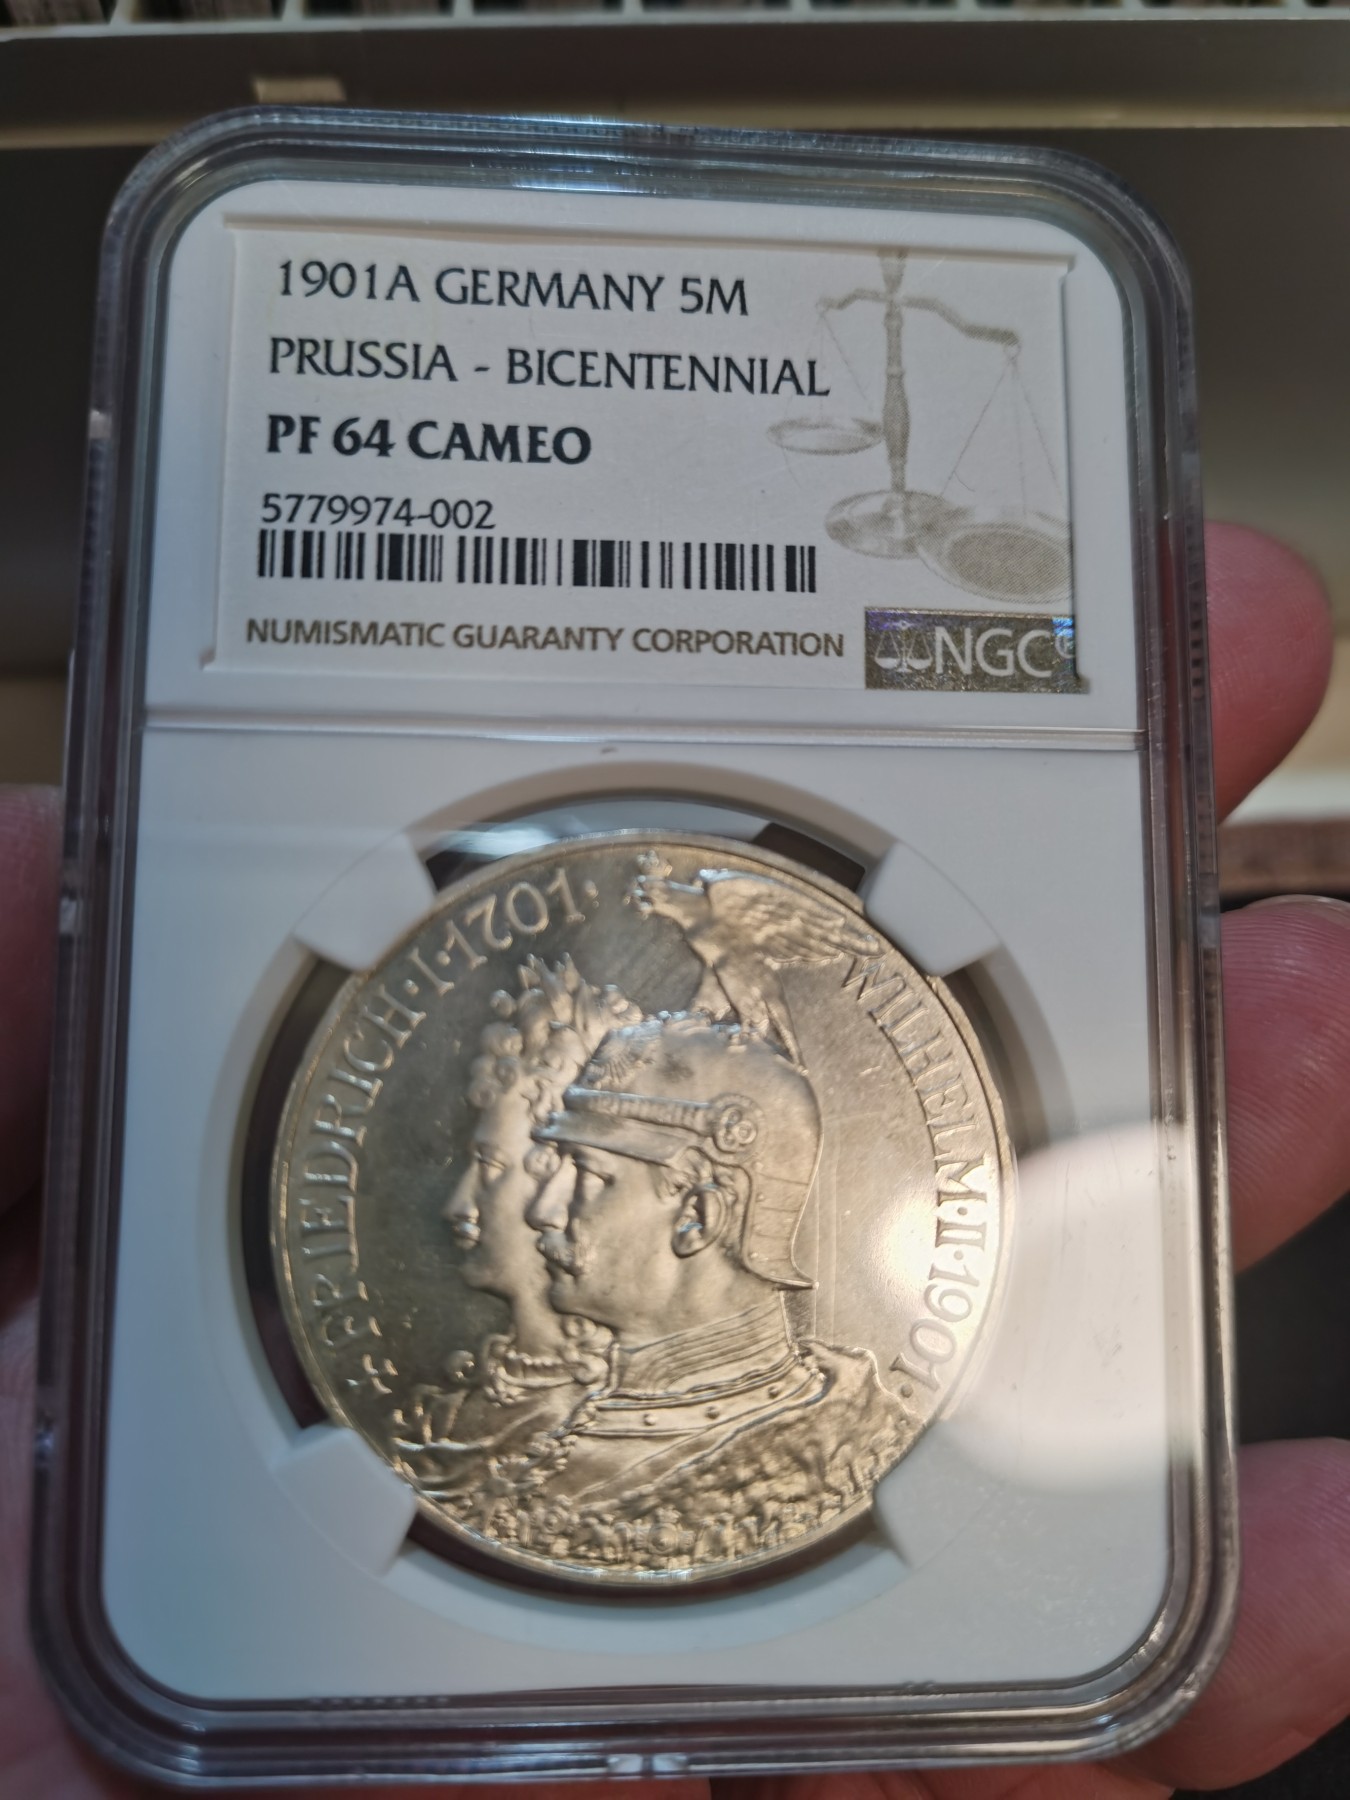 1901A GERMANY 5M
PRUSSIA - BICENTENNIAL
PF 64 CAMEO
5779974-002
NUMISMATIC GUARANTY CORPORATION
NGC
FRIEDRICH·I·1701·
WILHELM·II·1901·